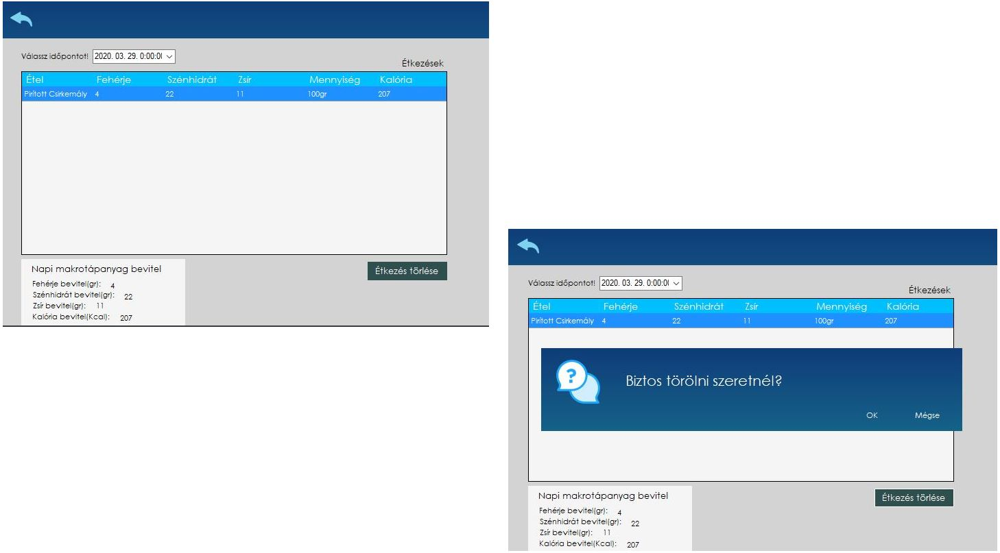 Válassz időpontot! 2020. 03. 29. 0:00:00
Étkezések
Étel Fehérje Szénhidrát Zsír Mennyiség Kalória
Pirított Csirkemály 4 22 11 100gr 207
Napi makrotápanyag bevitel
Étkezés törlése
Fehérje bevitel(gr): 4
Szénhidrát bevitel(gr): 22
Zsír bevitel(gr): 11
Kalória bevitel(Kcal): 207
Válassz időpontot! 2020. 03. 29. 0:00:00
Étkezések
Étel Fehérje Szénhidrát Zsír Mennyiség Kalória
Pirított Csirkemály 4 22 11 100gr 207
?
Biztos törölni szeretnél?
OK Mégse
Napi makrotápanyag bevitel
Étkezés törlése
Fehérje bevitel(gr): 4
Szénhidrát bevitel(gr): 22
Zsír bevitel(gr): 11
Kalória bevitel(Kcal): 207